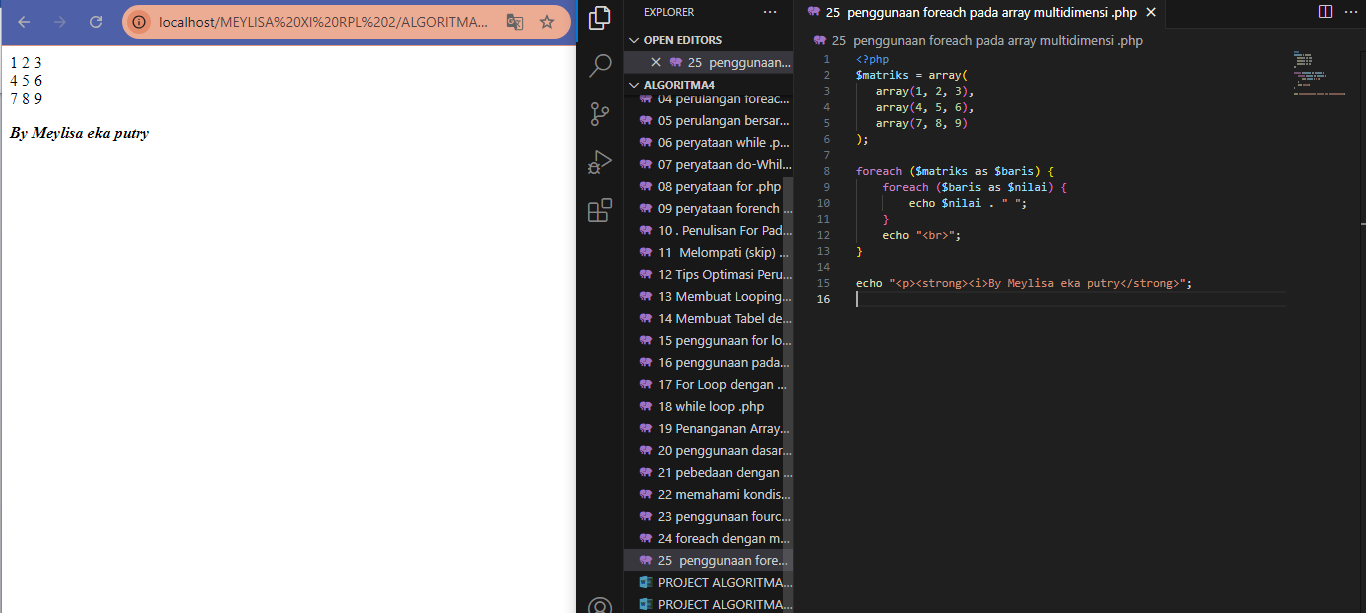 localhost/MEYLISA%20XI%20RPL%202/ALGORITMA...
1 2 3
4 5 6
7 8 9
By Meylisa eka putry
EXPLORER
OPEN EDITORS
25 penggunaan...
ALGORITMA4
04 perulangan foreac...
05 perulangan bersar...
06 peryataan while .p...
07 peryataan do-Whil...
08 peryataan for .php
09 peryataan forench ...
10 . Penulisan For Pad...
11 Melompati (skip) ...
12 Tips Optimasi Peru...
13 Membuat Looping...
14 Membuat Tabel de...
15 penggunaan for lo...
16 penggunaan pada...
17 For Loop dengan ...
18 while loop .php
19 Penanganan Array...
20 penggunaan dasar...
21 pebedaan dengan ...
22 memahami kondis...
23 penggunaan fourc...
24 foreach dengan m...
25 penggunaan fore...
PROJECT ALGORITMA...
PROJECT ALGORITMA...
25 penggunaan foreach pada array multidimensi .php
25 penggunaan foreach pada array multidimensi .php
1 <?php
2 $matriks = array(
3 array(1, 2, 3),
4 array(4, 5, 6),
5 array(7, 8, 9)
6 );
7
8 foreach ($matriks as $baris) {
9 foreach ($baris as $nilai) {
10 echo $nilai . " ";
11 }
12 echo "<br>";
13 }
14
15 echo "<p><strong><i>By Meylisa eka putry</strong>";
16